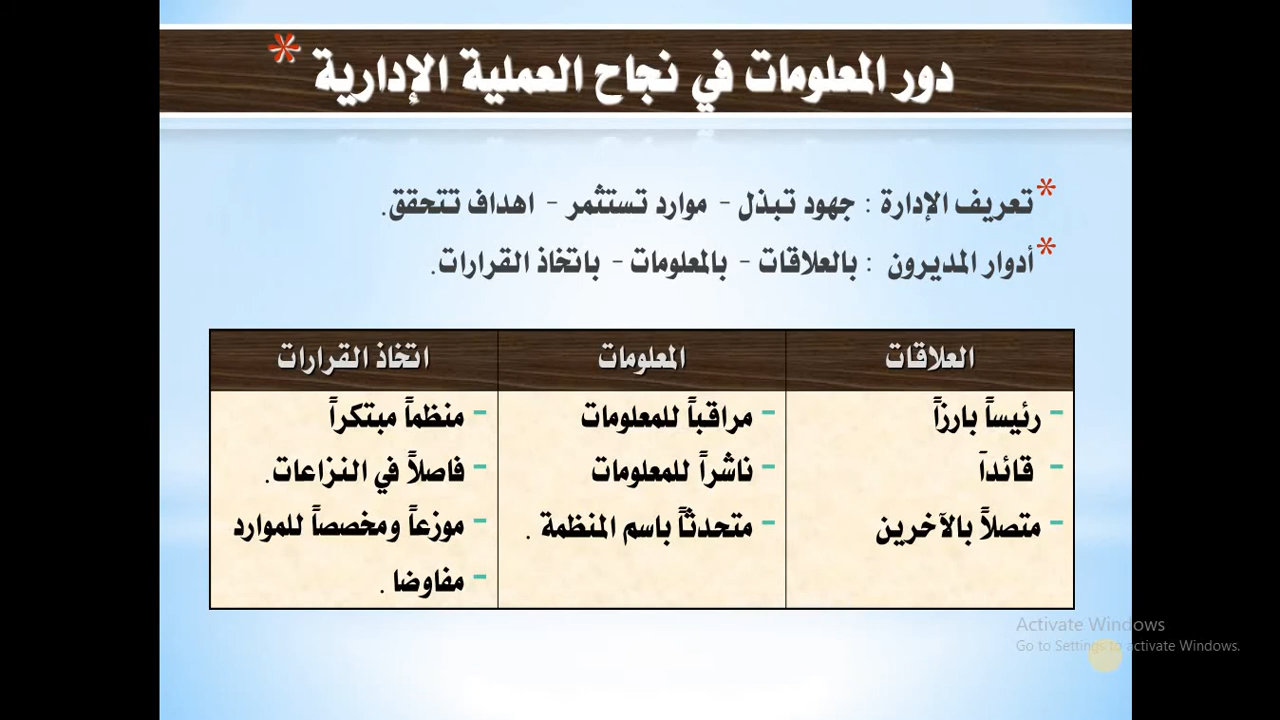 دور المعلومات في نجاح العملية الإدارية *
* تعريف الإدارة : جهود تبذل - موارد تستثمر - اهداف تتحقق.
* أدوار المديرون : بالعلاقات - بالمعلومات - باتخاذ القرارات.
العلاقات
- رئيساً بارزاً
- قائدآ
- متصلاً بالآخرين
المعلومات
- مراقباً للمعلومات
- ناشراً للمعلومات
- متحدثاً باسم المنظمة .
اتخاذ القرارات
- منظماً مبتكراً
- فاصلاً في النزاعات.
- موزعاً ومخصصاً للموارد
- مفاوضا .
Activate Windows
Go to Settings to activate Windows.